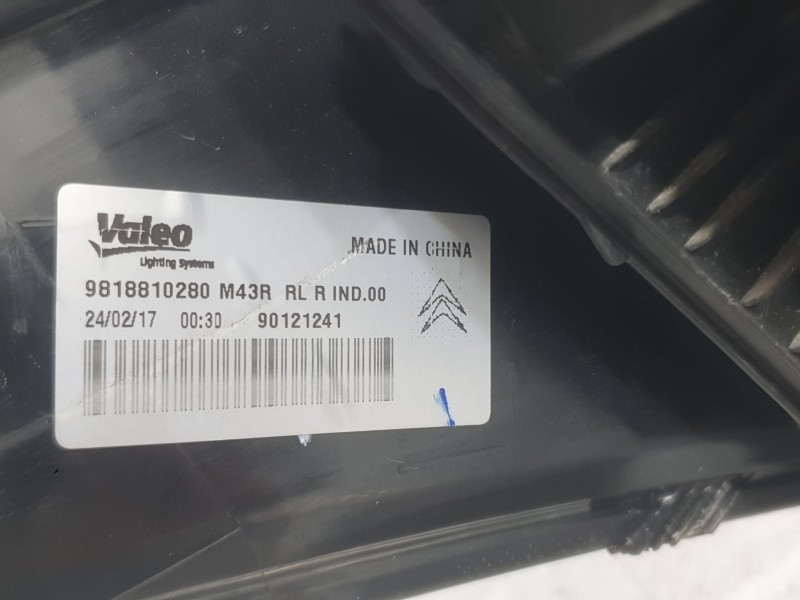 Valeo
Lighting Systems
MADE IN CHINA
9818810280 M43R RL R IND.00
24/02/17 00:30 90121241